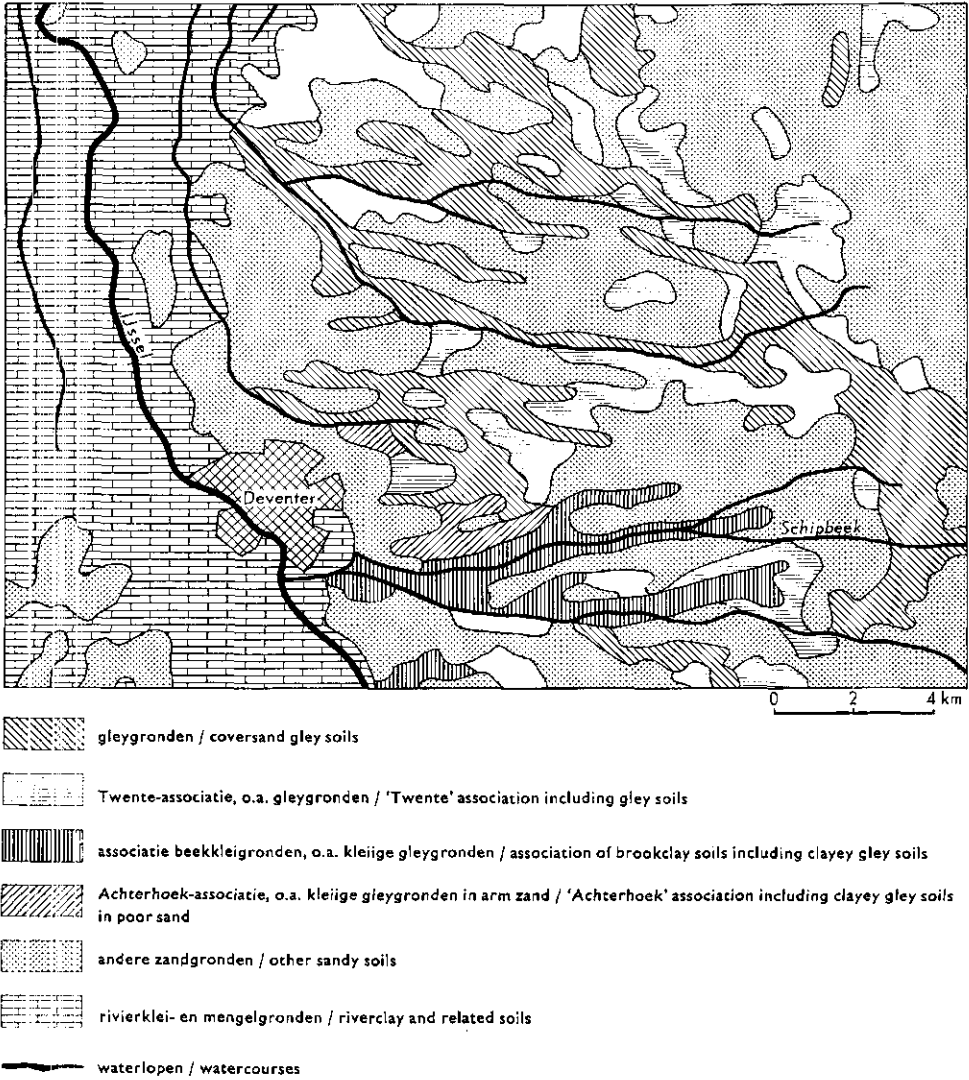 IJssel
Deventer
Schipbeek
0 2 4 km
gleygronden / coversand gley soils
Twente-associatie, o.a. gleygronden / 'Twente' association including gley soils
associatie beekkleigronden, o.a. kleiige gleygronden / association of brookclay soils including clayey gley soils
Achterhoek-associatie, o.a. kleiige gleygronden in arm zand / 'Achterhoek' association including clayey gley soils
in poor sand
andere zandgronden / other sandy soils
rivierklei- en mengelgronden / riverclay and related soils
waterlopen / watercourses